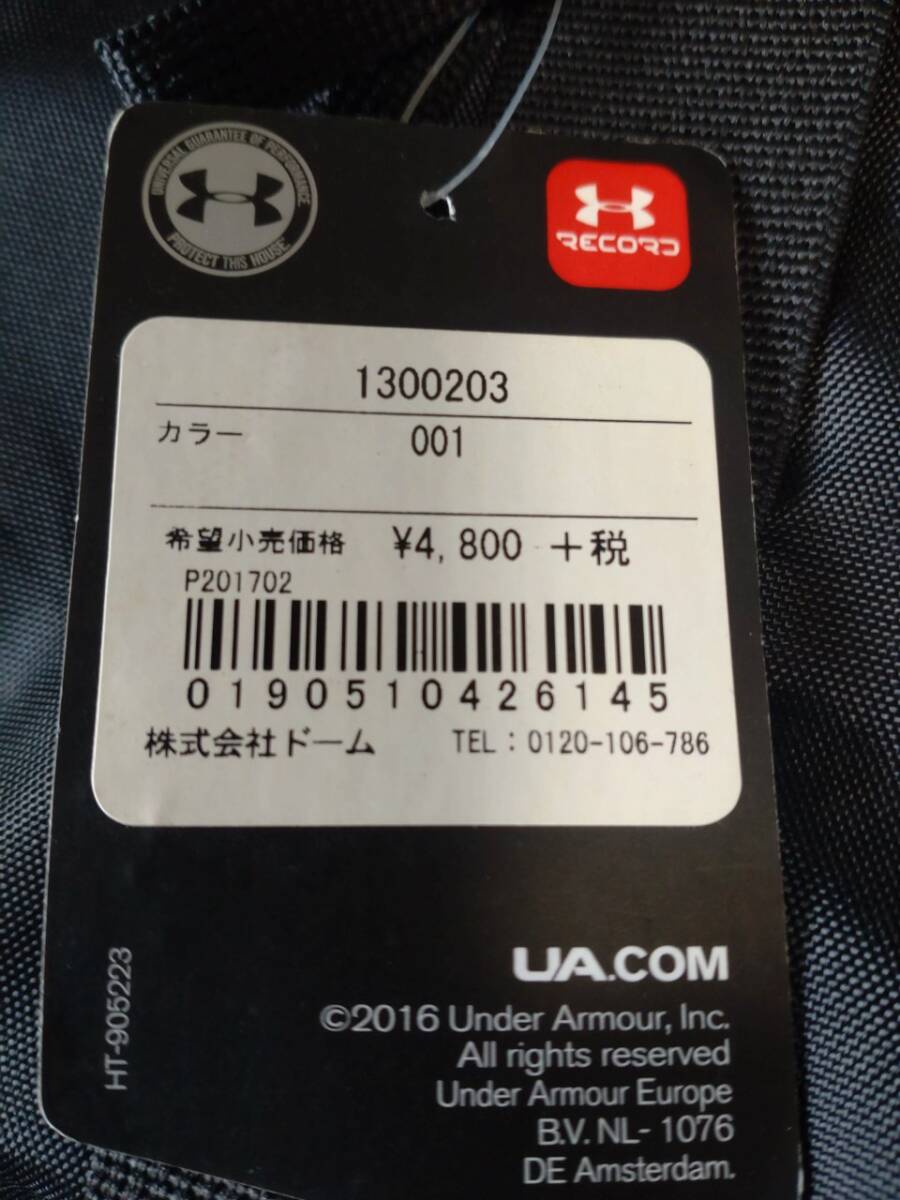 UNIVERSAL GUARANTEE OF PERFORMANCE
PROTECT THIS HOUSE
RECORD
1300203
カラー 001
希望小売価格 ¥4,800 +税
P201702
0190510426145
株式会社ドーム TEL:0120-106-786
HT-905223
UA.COM
©2016 Under Armour, Inc.
All rights reserved
Under Armour Europe
B.V. NL- 1076
DE Amsterdam.